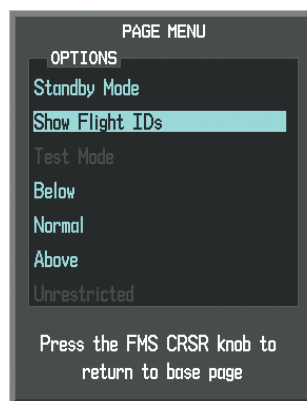 PAGE MENU
OPTIONS
Standby Mode
Show Flight IDs
Test Mode
Below
Normal
Above
Unrestricted
Press the FMS CRSR knob to
return to base page